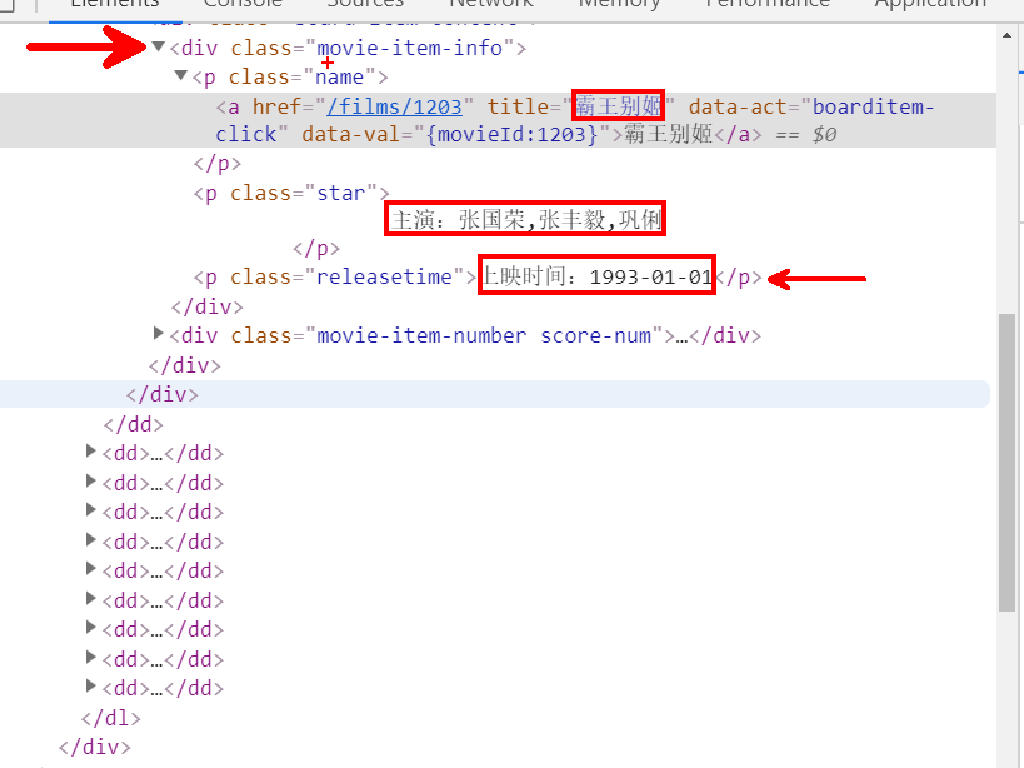 Elements Console Sources Network Memory Performance Application
▼<div class="movie-item-info">
▼<p class="name">
<a href="/films/1203" title="霸王别姬" data-act="boarditem-
click" data-val="{movieId:1203}">霸王别姬</a> == $0
</p>
<p class="star">
主演：张国荣,张丰毅,巩俐
</p>
<p class="releasetime">上映时间：1993-01-01</p>
</div>
▶<div class="movie-item-number score-num">…</div>
</div>
</div>
</dd>
▶<dd>…</dd>
▶<dd>…</dd>
▶<dd>…</dd>
▶<dd>…</dd>
▶<dd>…</dd>
▶<dd>…</dd>
▶<dd>…</dd>
▶<dd>…</dd>
▶<dd>…</dd>
</dl>
</div>